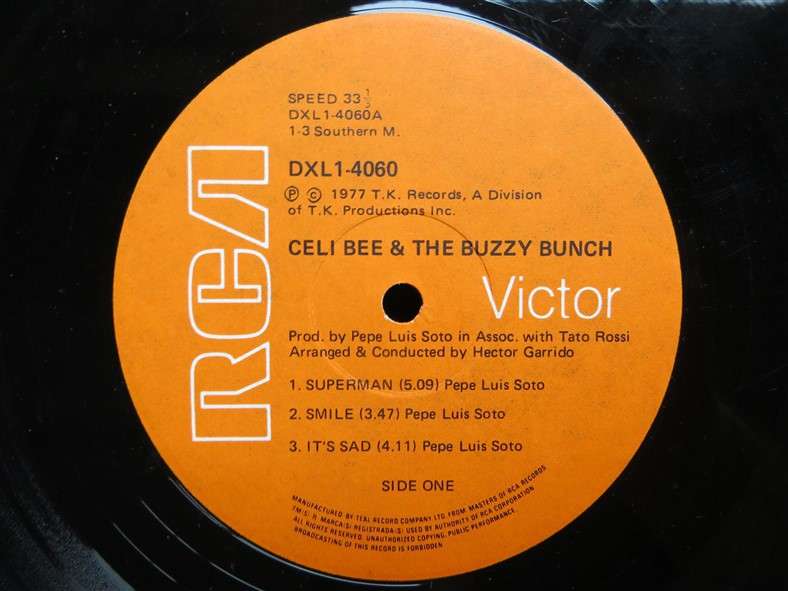 SPEED 33 1/3
DXL1-4060A
1-3 Southern M.
DXL1-4060
Ⓟ © 1977 T.K. Records, A Division
of T.K. Productions Inc.
CELI BEE & THE BUZZY BUNCH
RCA
Victor
Prod. by Pepe Luis Soto in Assoc. with Tato Rossi
Arranged & Conducted by Hector Garrido
1. SUPERMAN (5.09) Pepe Luis Soto
2. SMILE (3.47) Pepe Luis Soto
3. IT'S SAD (4.11) Pepe Luis Soto
SIDE ONE
MANUFACTURED BY TEAL RECORD COMPANY LTD FROM MASTERS OF RCA RECORDS
TM(S) ® MARCA(S) REGISTRADA(S) USED BY AUTHORITY OF RCA CORPORATION
ALL RIGHTS RESERVED. UNAUTHORIZED COPYING, PUBLIC PERFORMANCE,
BROADCASTING OF THIS RECORD IS FORBIDDEN